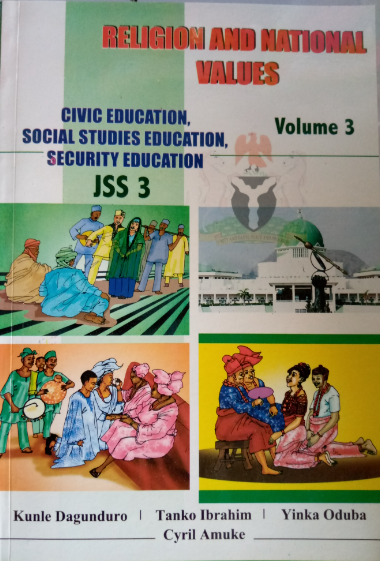 RELIGION AND NATIONAL
VALUES
CIVIC EDUCATION,
SOCIAL STUDIES EDUCATION,
SECURITY EDUCATION
Volume 3
JSS 3
Kunle Dagunduro | Tanko Ibrahim | Yinka Oduba
Cyril Amuke